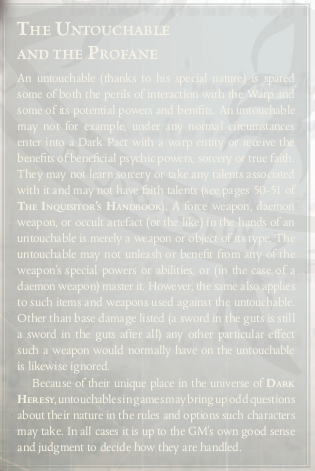 The Untouchable
and the Profane
An untouchable (thanks to his special nature) is spared
some of both the perils of interaction with the Warp and
some of its potential powers and benifits. An untouchable
may not for example, under any normal circumstances
enter into a Dark Pact with a warp entity or receive the
benefits of beneficial psychic powers, sorcery or true faith.
They may not learn sorcery or take any talents associated
with it and may not have faith talents (see pages 50-51 of
The Inquisitor's Handbook). A force weapon, daemon
weapon, or occult artefact (or the like) in the hands of an
untouchable is merely a weapon or object of its type. The
untouchable may not unleash or benefit from any of the
weapon's special powers or abilities, or (in the case of a
daemon weapon) master it. However, the same also applies
to such items and weapons used against the untouchable.
Other than base damage listed (a sword in the guts is still
a sword in the guts after all) any other particular effect
such a weapon would normally have on the untouchable
is likewise ignored.
Because of their unique place in the universe of Dark
Heresy, untouchables in games may bring up odd questions
about their nature in the rules and options such characters
may take. In all cases it is up to the GM's own good sense
and judgment to decide how they are handled.